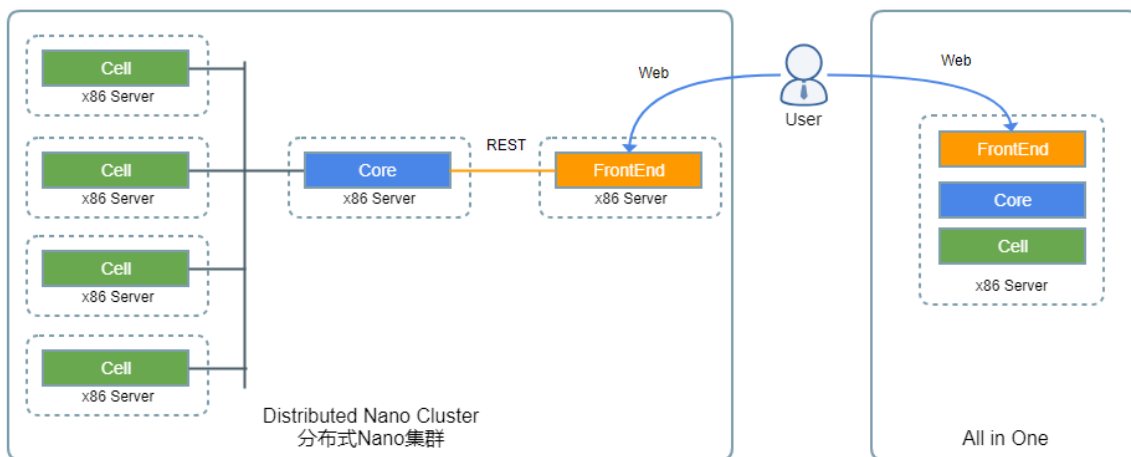 Cell
x86 Server
Cell
x86 Server
Cell
x86 Server
Cell
x86 Server
Core
x86 Server
REST
FrontEnd
x86 Server
Web
Distributed Nano Cluster
分布式Nano集群
User
Web
FrontEnd
Core
Cell
x86 Server
All in One